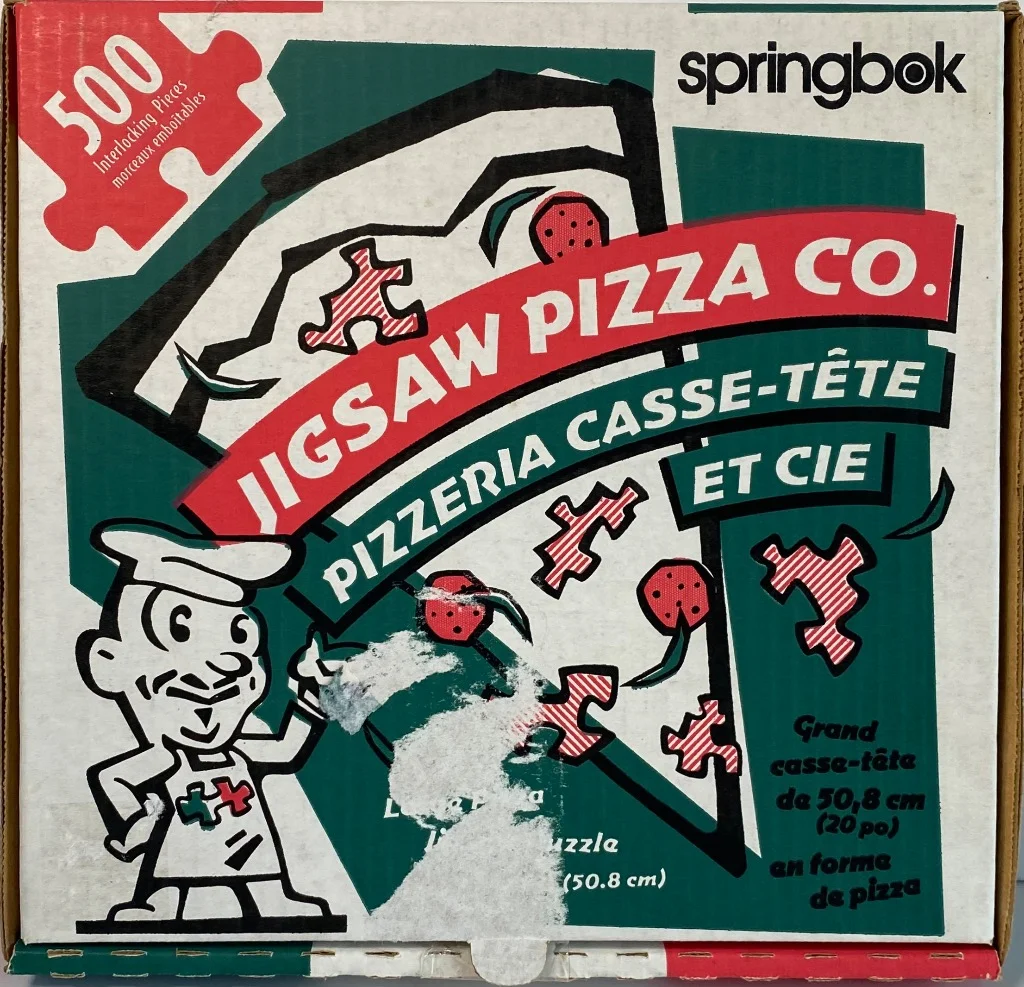 500
Interlocking Pieces
morceaux emboîtables
springbok
JIGSAW PIZZA CO.
PIZZERIA CASSE-TÊTE
ET CIE
Grand
casse-tête
de 50,8 cm
(20 po)
en forme
de pizza
(50.8 cm)